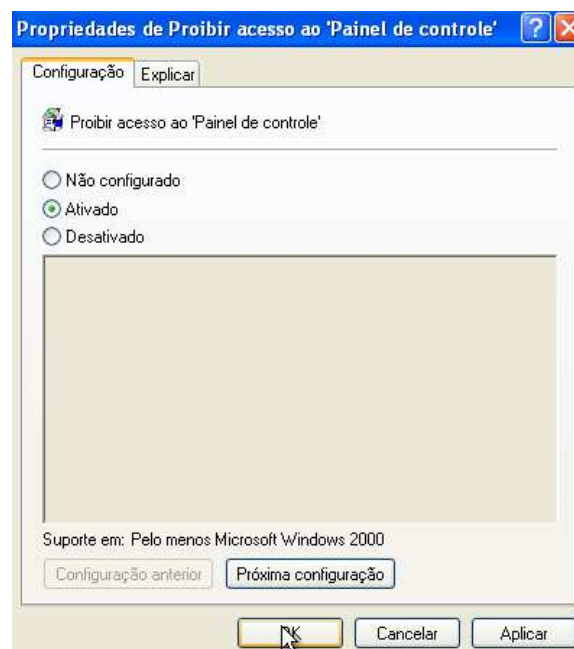 Propriedades de Proibir acesso ao 'Painel de controle'
Configuração Explicar
Proibir acesso ao 'Painel de controle'
Não configurado
Ativado
Desativado
Suporte em: Pelo menos Microsoft Windows 2000
Configuração anterior Próxima configuração
OK Cancelar Aplicar